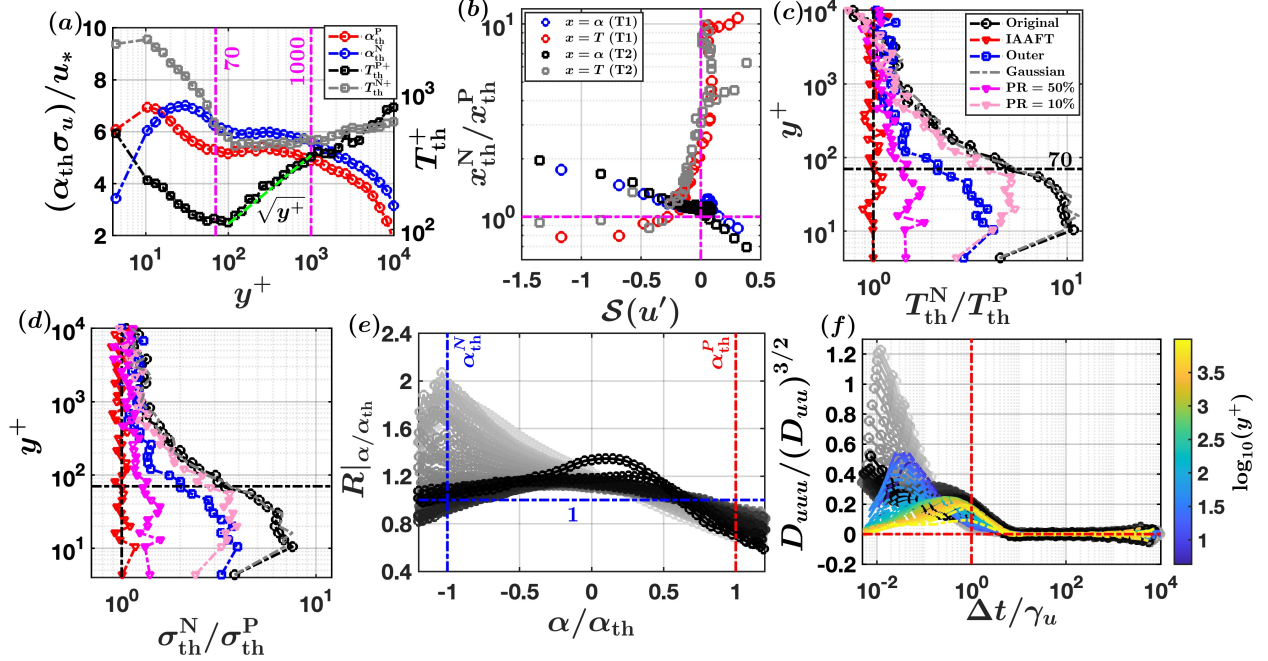 (a)
(α_th σ_u)/u_*
10
8
6
4
2
10^1
10^2
10^3
10^4
y^+
70
1000
√y^+
α_th^P
α_th^N
T_th^{P+}
T_th^{N+}
10^3
10^2
T_th^+
(b)
x_th^N/x_th^P
10^1
10^0
x = α (T1)
x = T (T1)
x = α (T2)
x = T (T2)
-1.5
-1
-0.5
0
0.5
S(u′)
(c)
y^+
10^4
10^3
10^2
10^1
Original
IAAFT
Outer
Gaussian
PR = 50%
PR = 10%
70
10^0
10^1
T_th^N/T_th^P
(d)
y^+
10^4
10^3
10^2
10^1
10^0
10^1
σ_th^N/σ_th^P
(e)
R|_{α/α_th}
2.4
2
1.6
1.2
0.8
0.4
α_th^N
α_th^P
1
-1
-0.5
0
0.5
1
α/α_th
(f)
D_uuu/(D_uu)^{3/2}
1.2
1
0.8
0.6
0.4
0.2
0
-0.2
10^-2
10^0
10^2
10^4
Δt/γ_u
3.5
3
2.5
2
1.5
1
log_10(y^+)